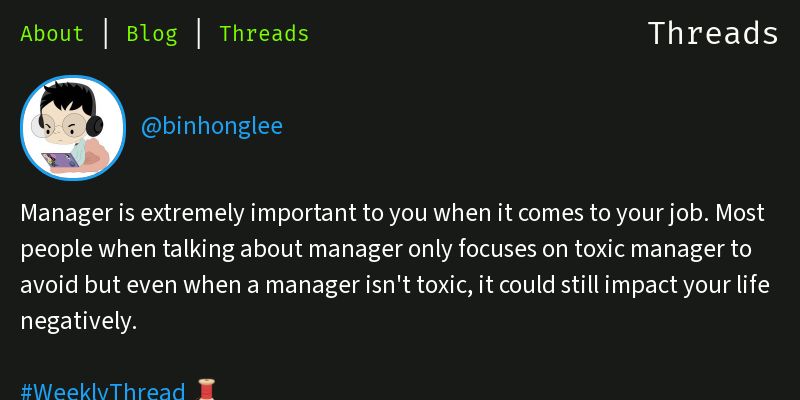 About | Blog | Threads
Threads
@binhonglee
Manager is extremely important to you when it comes to your job. Most
people when talking about manager only focuses on toxic manager to
avoid but even when a manager isn't toxic, it could still impact your life
negatively.
#WeeklyThread 🧵